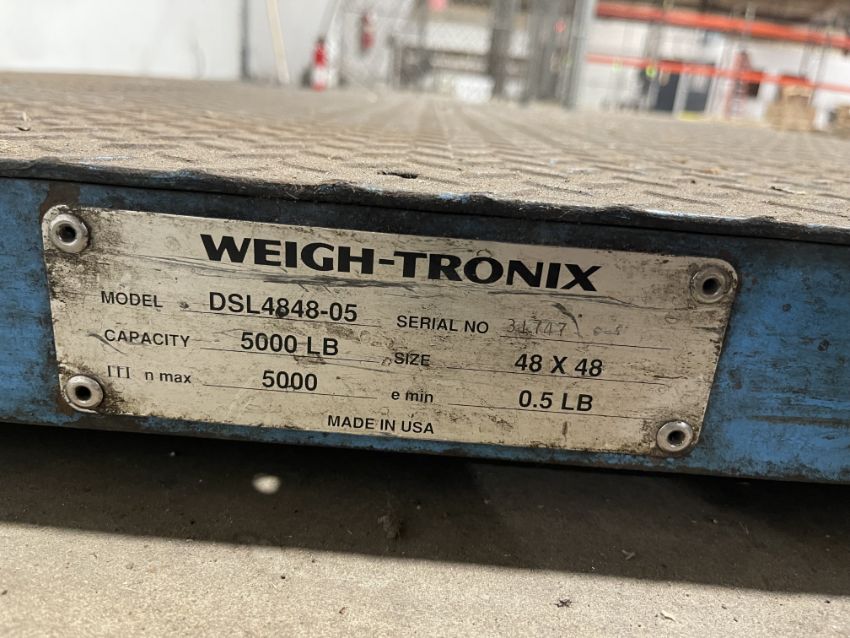 WEIGH-TRONIX
MODEL DSL4848-05 SERIAL NO
CAPACITY 5000 LB SIZE 48 X 48
III n max 5000 e min 0.5 LB
MADE IN USA